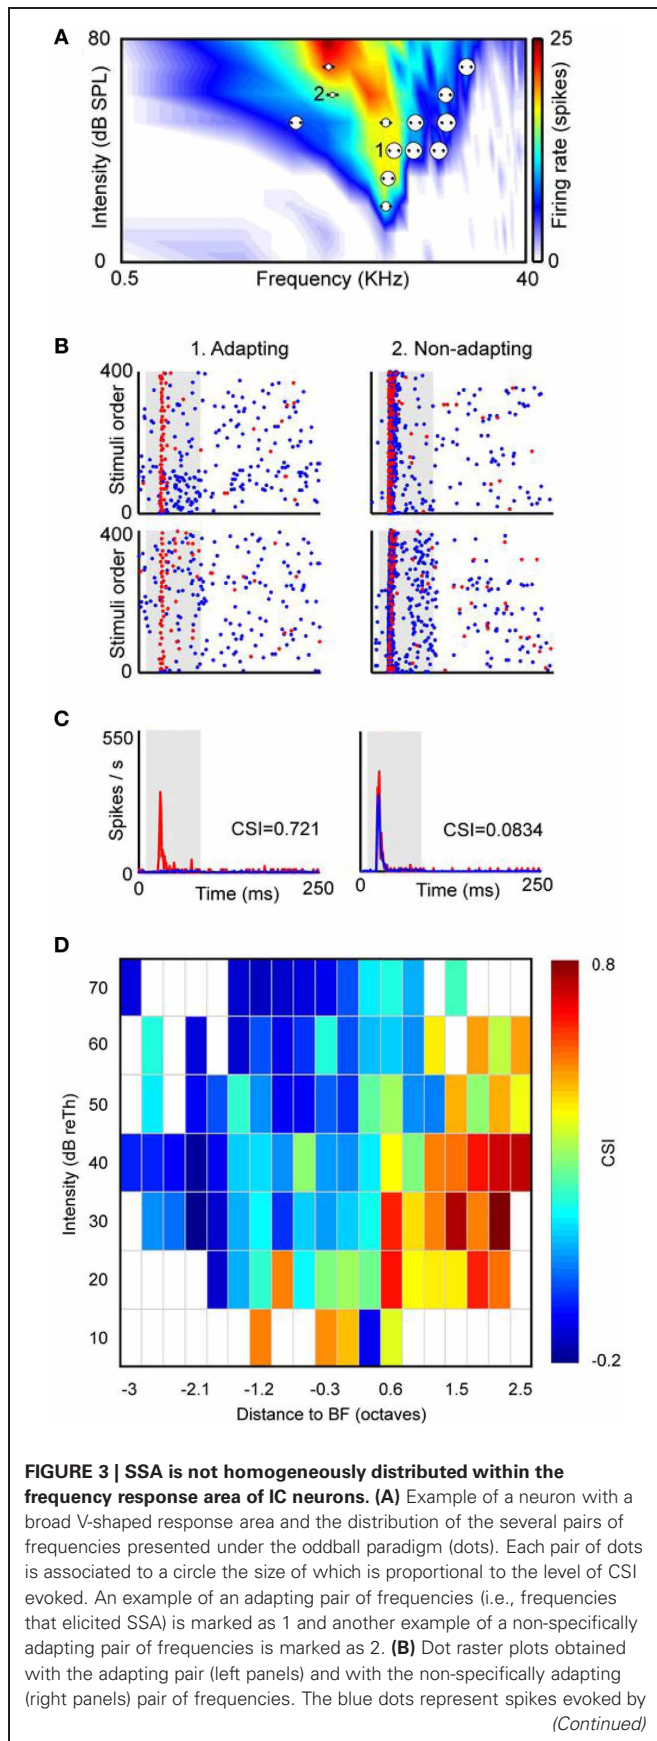 A
80
25
Intensity (dB SPL)
2
1
Firing rate (spikes)
0
0
0.5
Frequency (KHz)
40
B
1. Adapting
2. Non-adapting
400
Stimuli order
0
400
Stimuli order
0
C
550
Spikes / s
CSI=0.721
CSI=0.0834
0
0
Time (ms)
250
0
Time (ms)
250
D
0.8
70
60
50
Intensity (dB reTh)
40
CSI
30
20
10
-0.2
-3
-2.1
-1.2
-0.3
0.6
1.5
2.5
Distance to BF (octaves)
FIGURE 3 | SSA is not homogeneously distributed within the
frequency response area of IC neurons. (A) Example of a neuron with a
broad V-shaped response area and the distribution of the several pairs of
frequencies presented under the oddball paradigm (dots). Each pair of dots
is associated to a circle the size of which is proportional to the level of CSI
evoked. An example of an adapting pair of frequencies (i.e., frequencies
that elicited SSA) is marked as 1 and another example of a non-specifically
adapting pair of frequencies is marked as 2. (B) Dot raster plots obtained
with the adapting pair (left panels) and with the non-specifically adapting
(right panels) pair of frequencies. The blue dots represent spikes evoked by
(Continued)